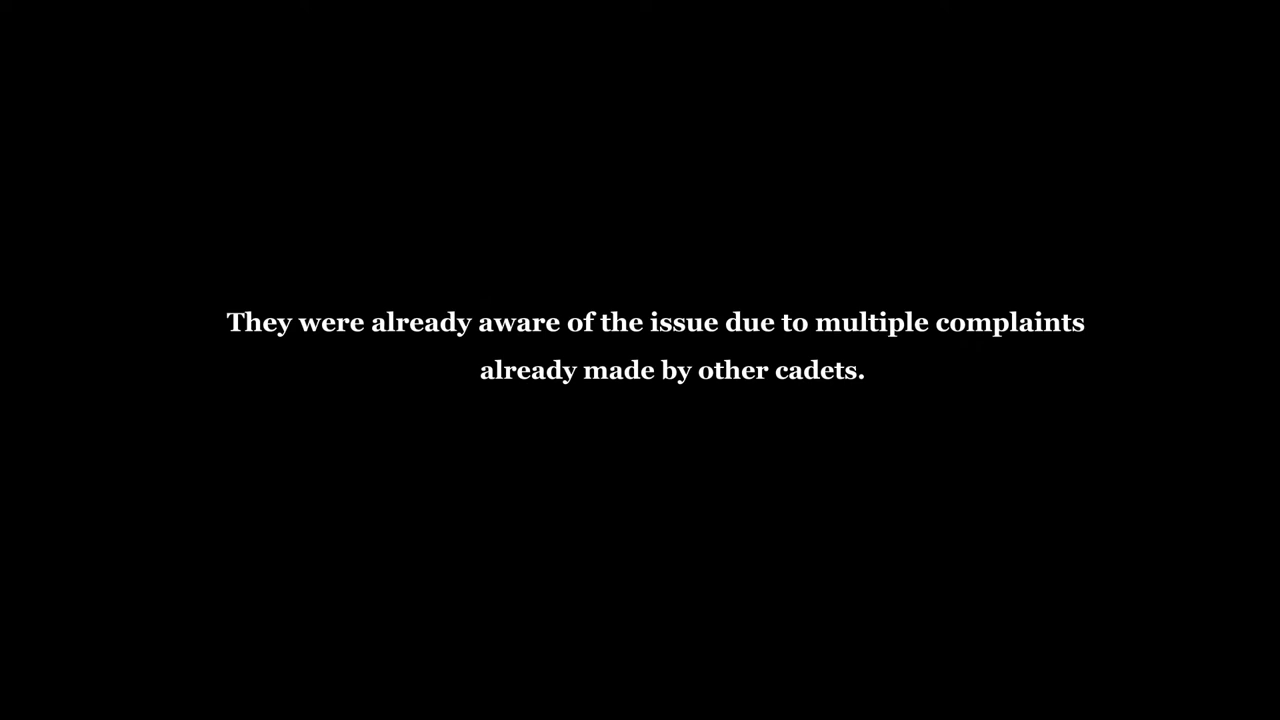 They were already aware of the issue due to multiple complaints
already made by other cadets.